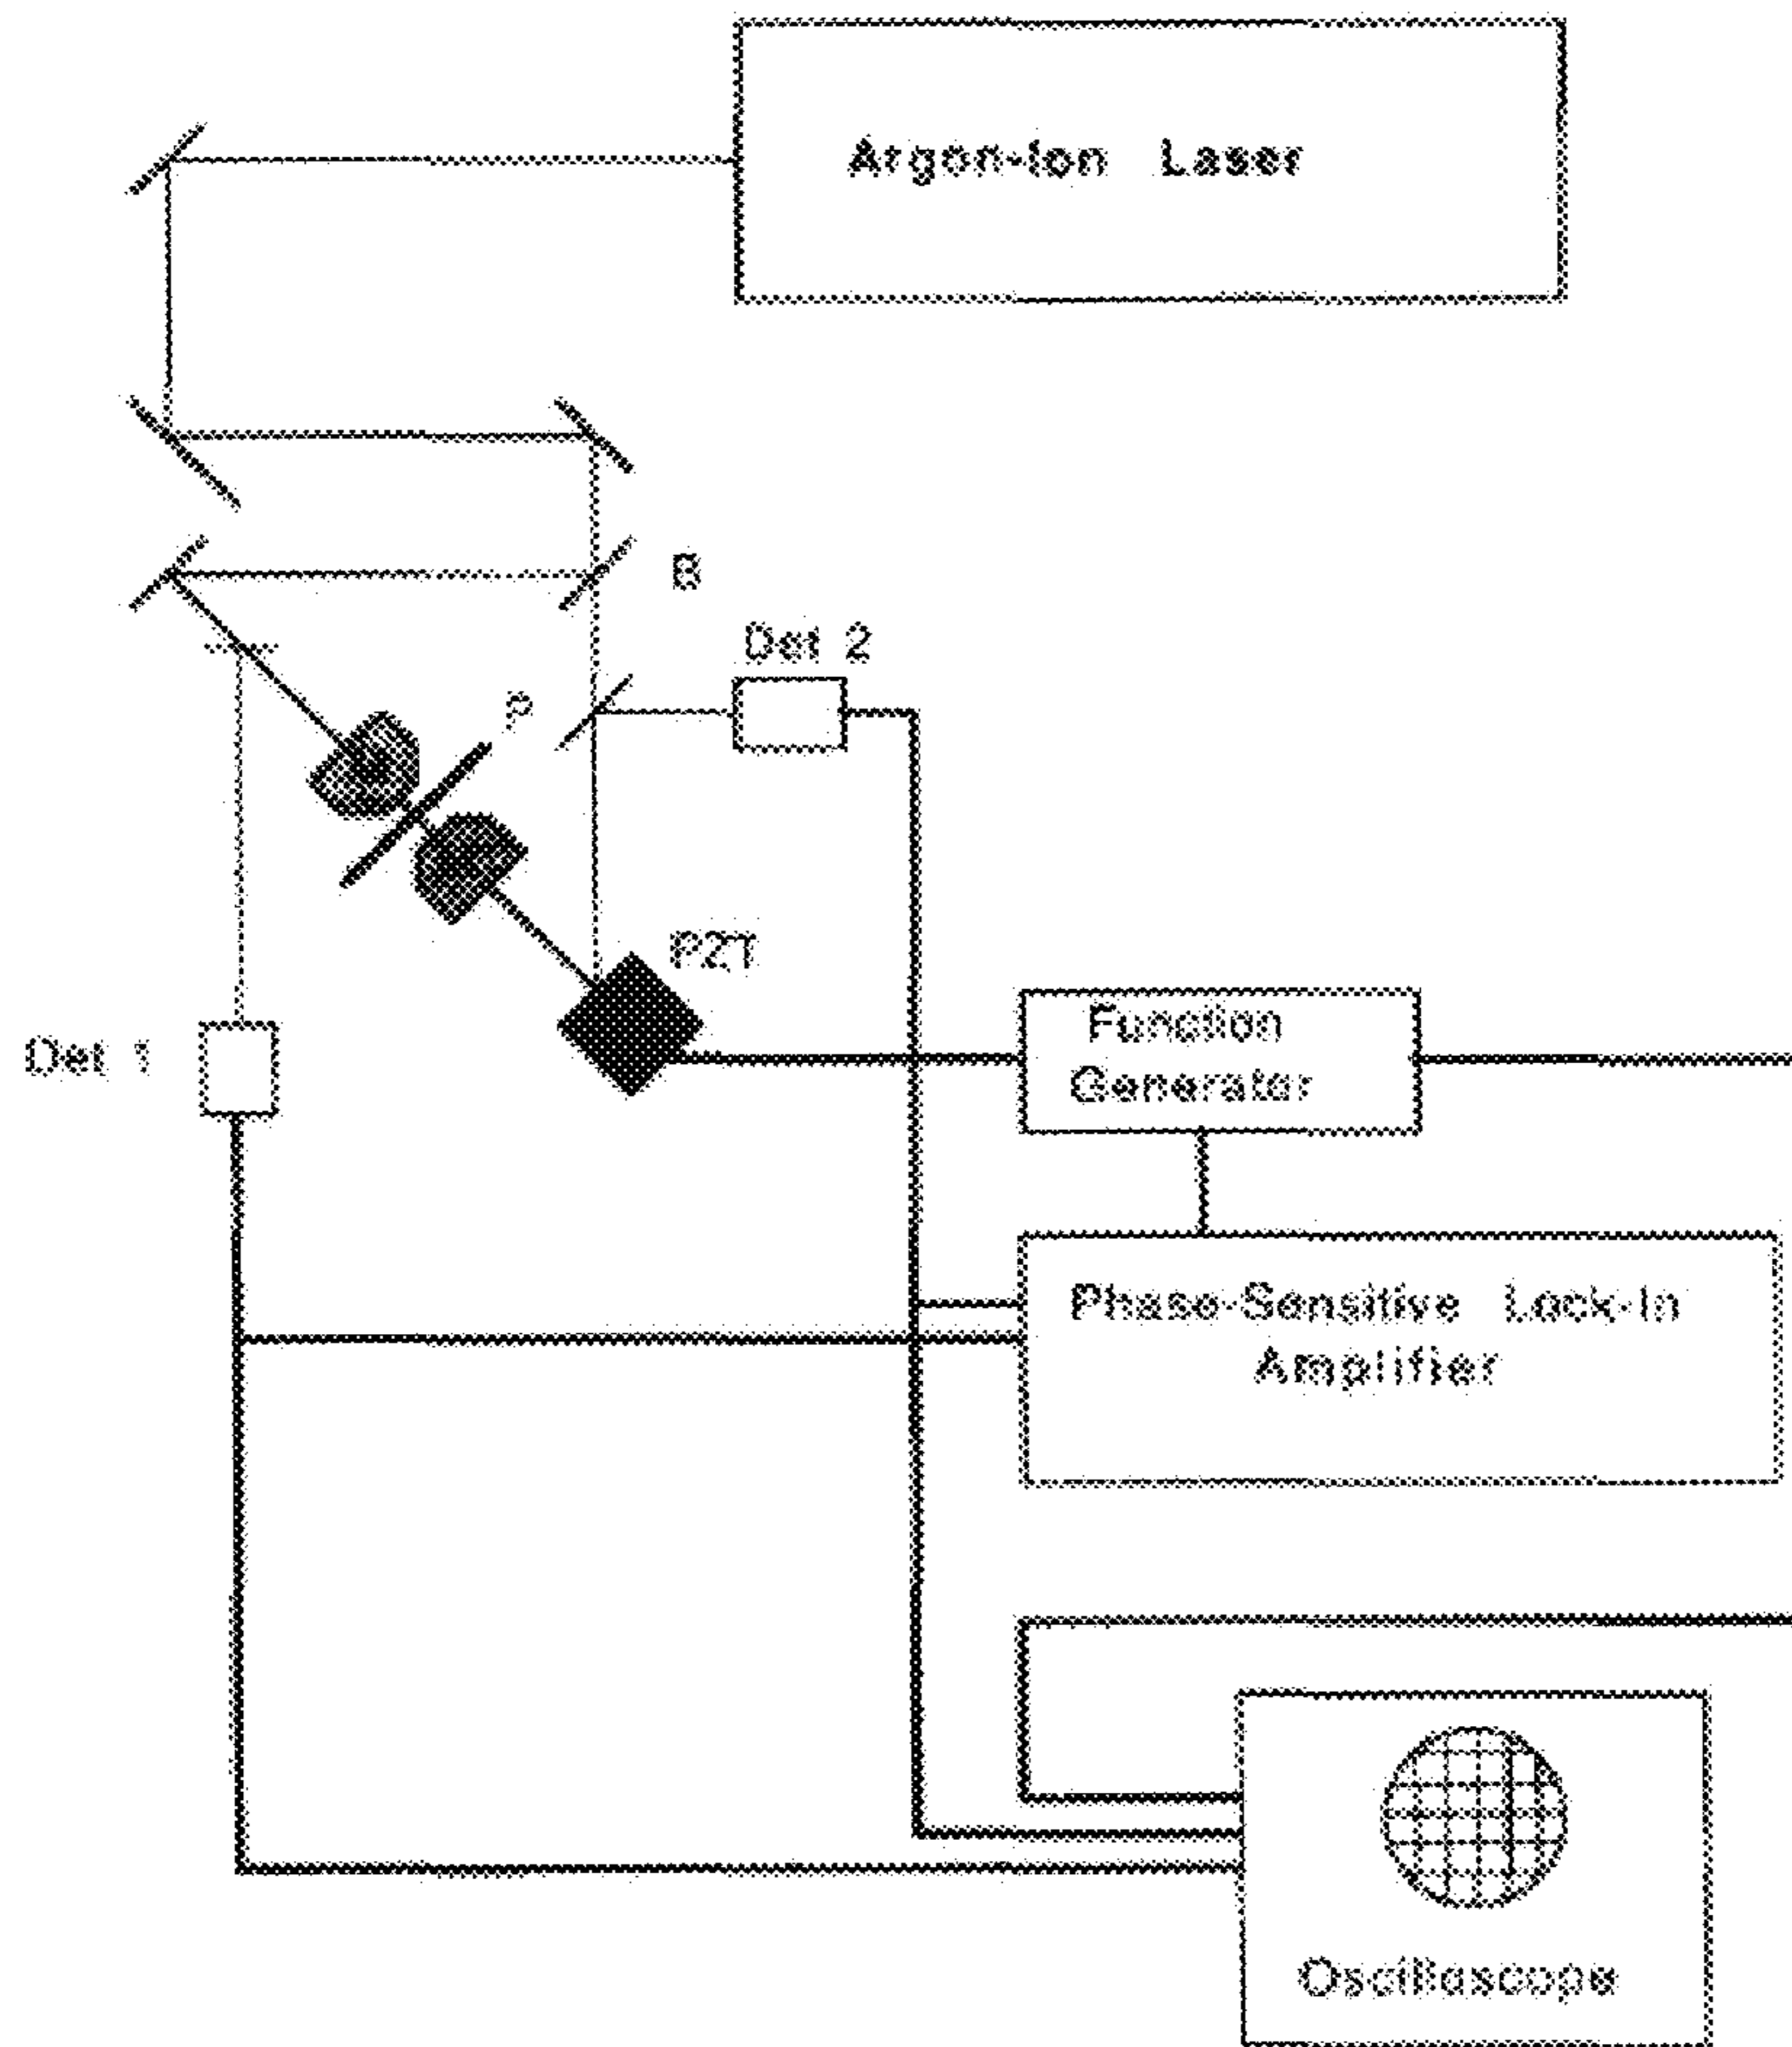 Argon-Ion Laser
B
Det 2
P
PZT
Det 1
Function
Generator
Phase-Sensitive Lock-In
Amplifier
Oscilloscope